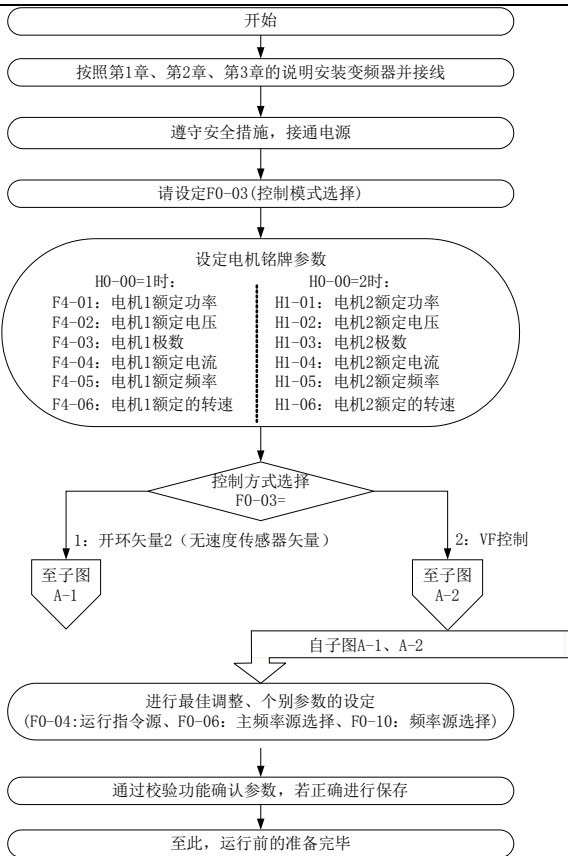 开始
按照第1章、第2章、第3章的说明安装变频器并接线
遵守安全措施，接通电源
请设定F0-03(控制模式选择)
设定电机铭牌参数
H0-00=1时：
F4-01：电机1额定功率
F4-02：电机1额定电压
F4-03：电机1极数
F4-04：电机1额定电流
F4-05：电机1额定频率
F4-06：电机1额定的转速
H0-00=2时：
H1-01：电机2额定功率
H1-02：电机2额定电压
H1-03：电机2极数
H1-04：电机2额定电流
H1-05：电机2额定频率
H1-06：电机2额定的转速
控制方式选择
F0-03=
1：开环矢量2（无速度传感器矢量）
2：VF控制
至子图
A-1
至子图
A-2
自子图A-1、A-2
进行最佳调整、个别参数的设定
(F0-04:运行指令源、F0-06：主频率源选择、F0-10：频率源选择)
通过校验功能确认参数，若正确进行保存
至此，运行前的准备完毕